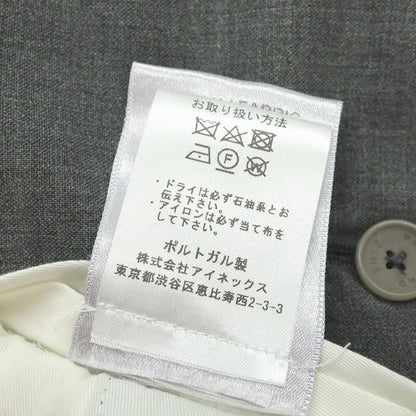 お取り扱い方法
F
W
・ドライは必ず石油系とお
伝え下さい。
・アイロンは必ず当て布を
して下さい。
ポルトガル製
株式会社アイネックス
東京都渋谷区恵比寿西2-3-3